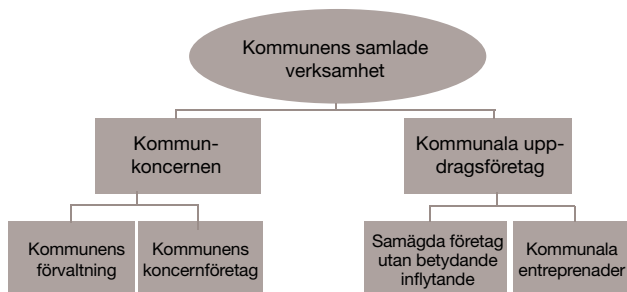 Kommunens samlade
verksamhet
Kommun-
koncernen
Kommunala upp-
dragsföretag
Kommunens
förvaltning
Kommunens
koncernföretag
Samägda företag
utan betydande
inflytande
Kommunala
entreprenader